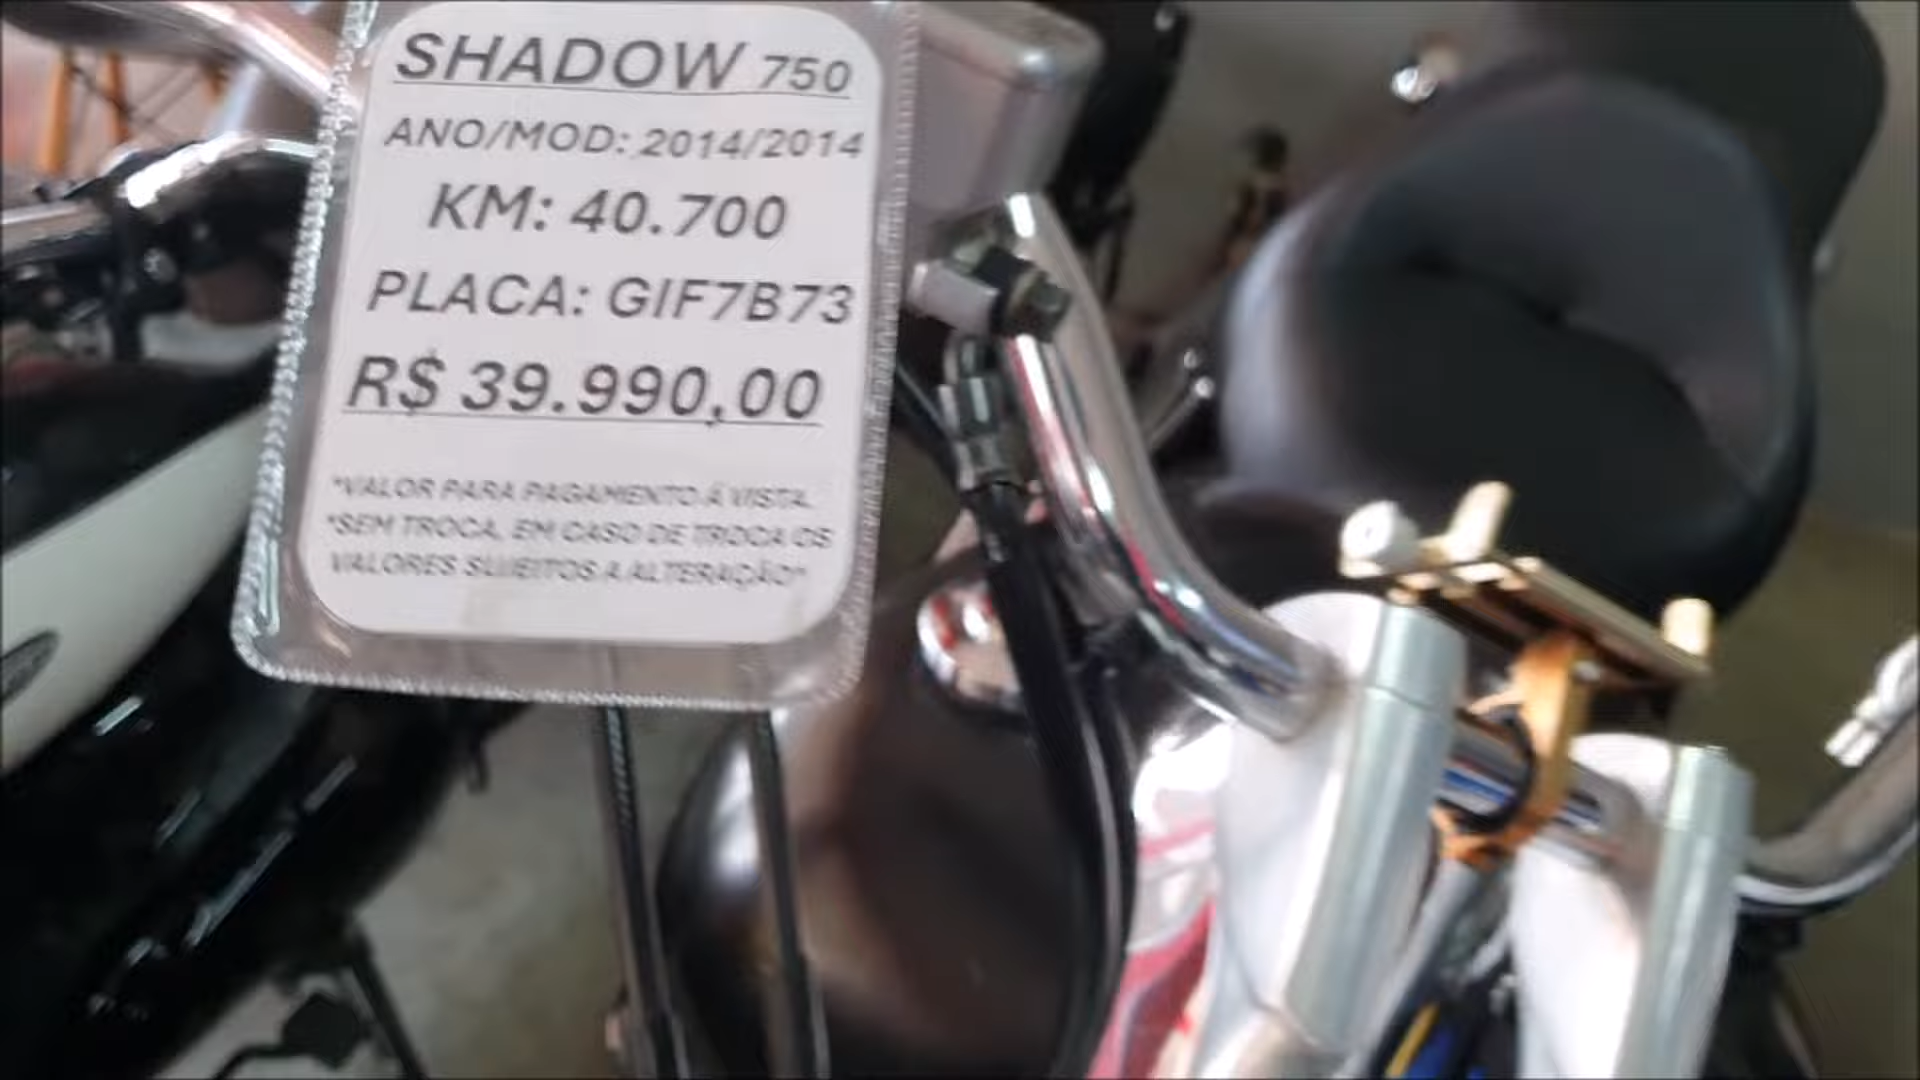 SHADOW 750
ANO/MOD: 2014/2014
KM: 40.700
PLACA: GIF7B73
R$ 39.990,00
*VALOR PARA PAGAMENTO Á VISTA.
*SEM TROCA. EM CASO DE TROCA OS
VALORES SUJEITOS A ALTERAÇÃO*